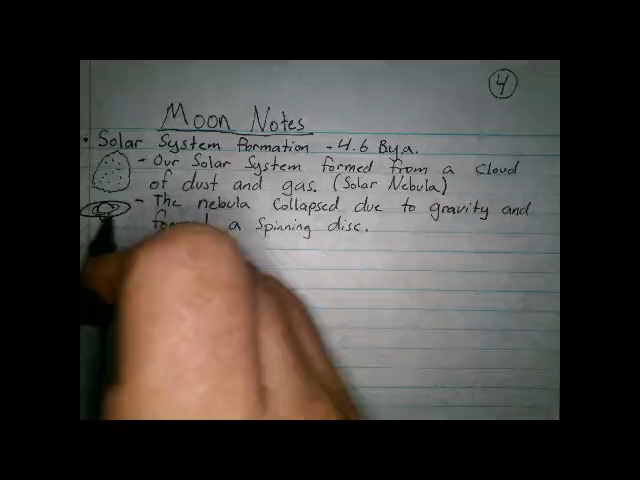 4
Moon Notes
• Solar System Formation - 4.6 By.a.
- Our Solar System formed from a cloud
of dust and gas. (Solar Nebula)
- The nebula collapsed due to gravity and
a spinning disc.